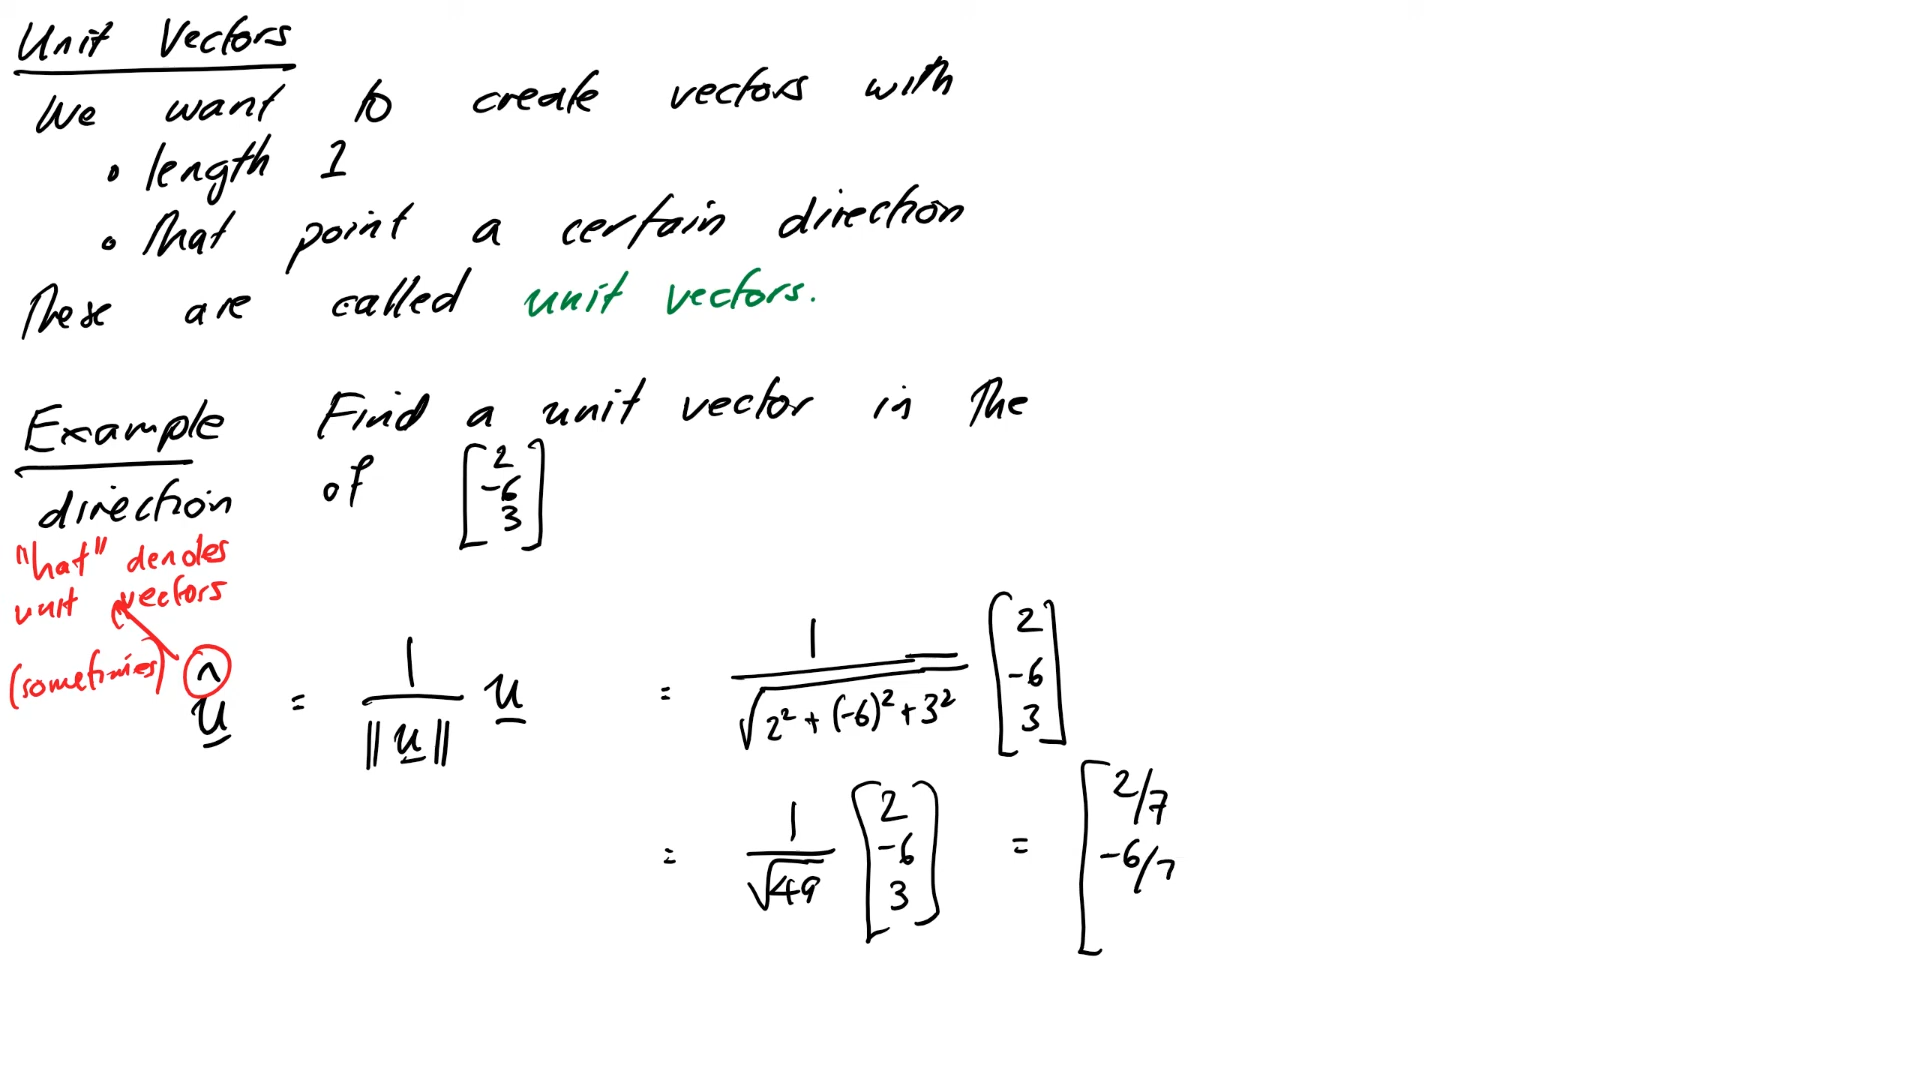 Unit Vectors
We want to create vectors with
• length 1
• that point a certain direction
These are called unit vectors.
Example Find a unit vector in the
direction of [2 -6 3]
"hat" denotes
unit vectors
(sometimes)
û = 1/||u|| u = 1/√(2² + (-6)² + 3²) [2 -6 3]
= 1/√49 [2 -6 3] = [2/7 -6/7